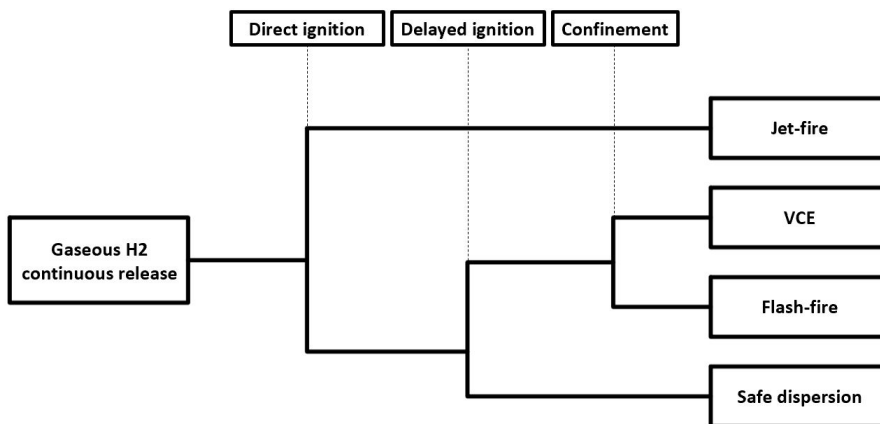 Direct ignition
Delayed ignition
Confinement
Jet-fire
VCE
Gaseous H2
continuous release
Flash-fire
Safe dispersion